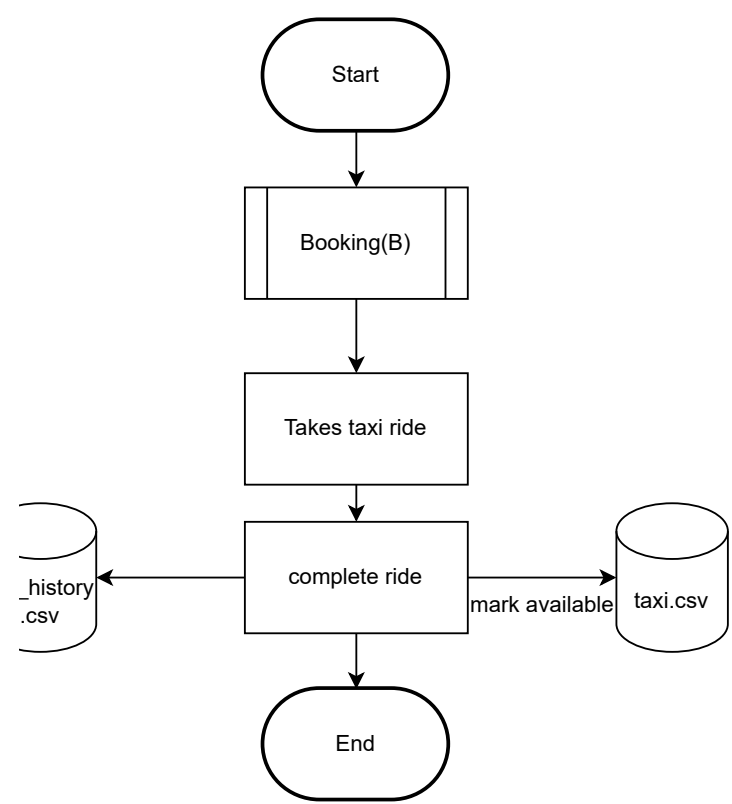 Start
Booking(B)
Takes taxi ride
complete ride
_history
.csv
mark available
taxi.csv
End